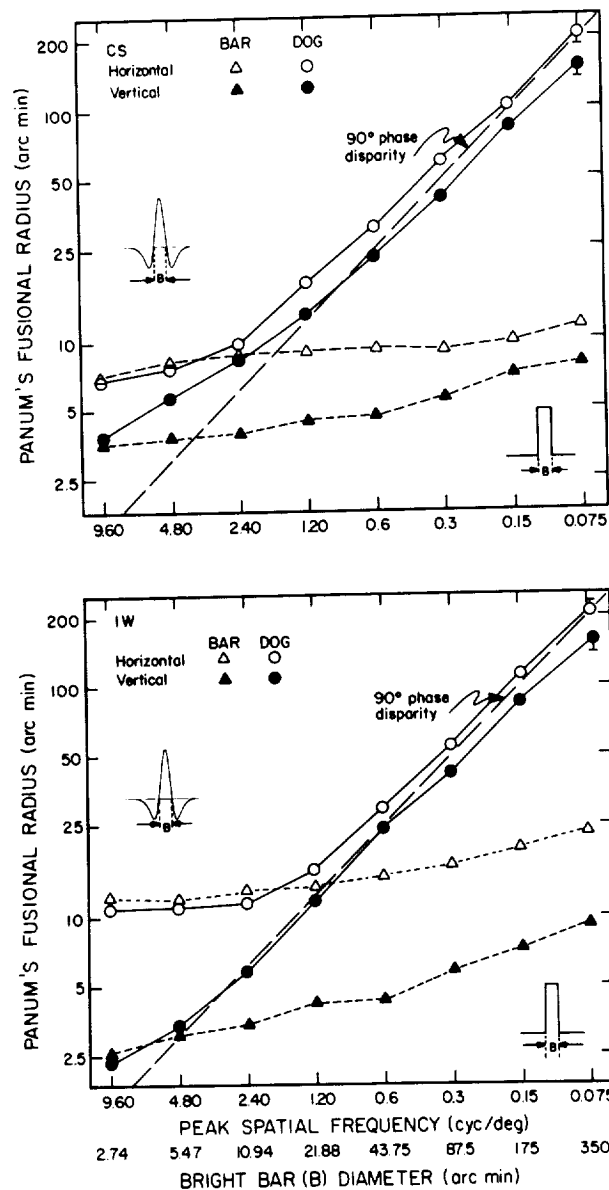 200
100
50
25
10
5
2.5
PANUM'S FUSIONAL RADIUS (arc min)
CS
BAR DOG
Horizontal
Vertical
90° phase
disparity
B
B
9.60 4.80 2.40 1.20 0.6 0.3 0.15 0.075
200
100
50
25
10
5
2.5
PANUM'S FUSIONAL RADIUS (arc min)
IW
BAR DOG
Horizontal
Vertical
90° phase
disparity
B
B
9.60 4.80 2.40 1.20 0.6 0.3 0.15 0.075
PEAK SPATIAL FREQUENCY (cyc/deg)
2.74 5.47 10.94 21.88 43.75 87.5 175 350
BRIGHT BAR (B) DIAMETER (arc min)